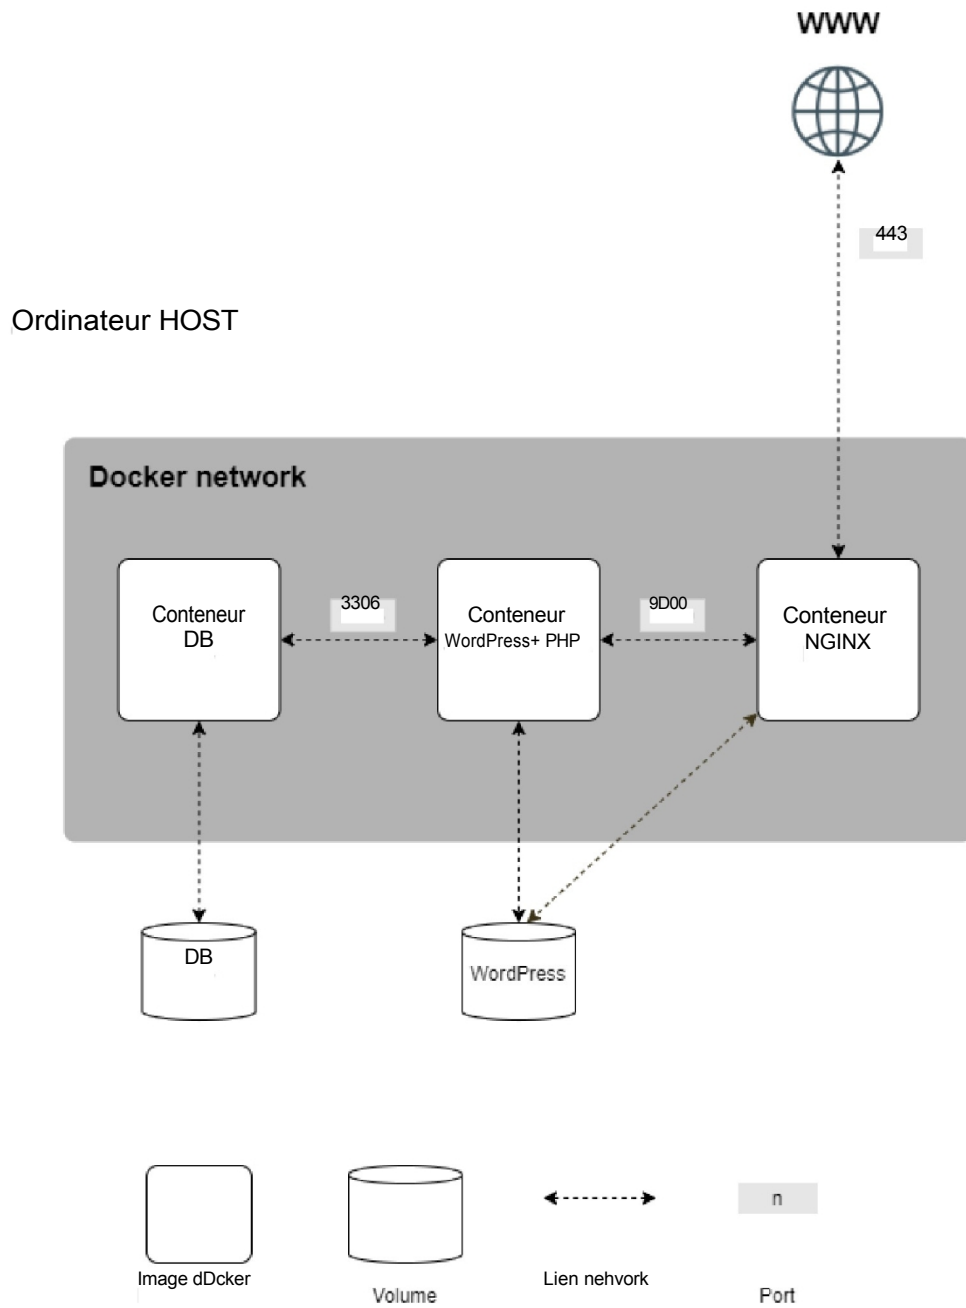 WWW
443
Ordinateur HOST
Docker network
Conteneur
DB
3306
Conteneur
WordPress+ PHP
9D00
Conteneur
NGINX
DB
WordPress
Image dDcker
Volume
Lien nehvork
n
Port